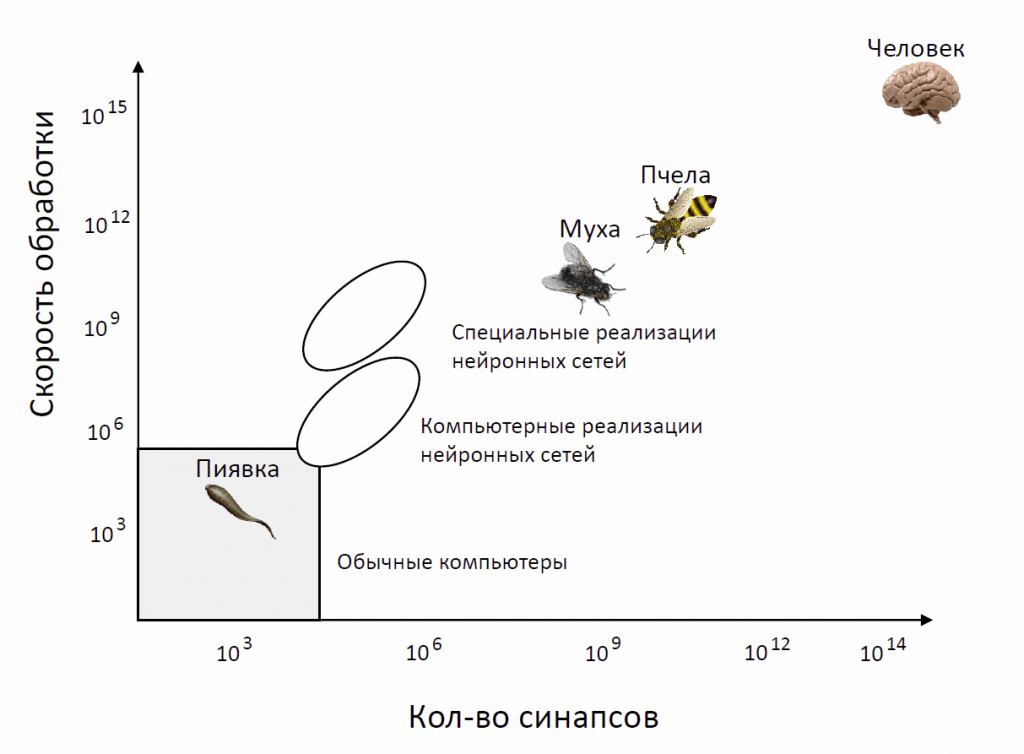 Человек
10^15
Пчела
10^12
Муха
10^9
Специальные реализации
нейронных сетей
10^6
Компьютерные реализации
нейронных сетей
Пиявка
10^3
Обычные компьютеры
10^3 10^6 10^9 10^12 10^14
Кол-во синапсов
Скорость обработки